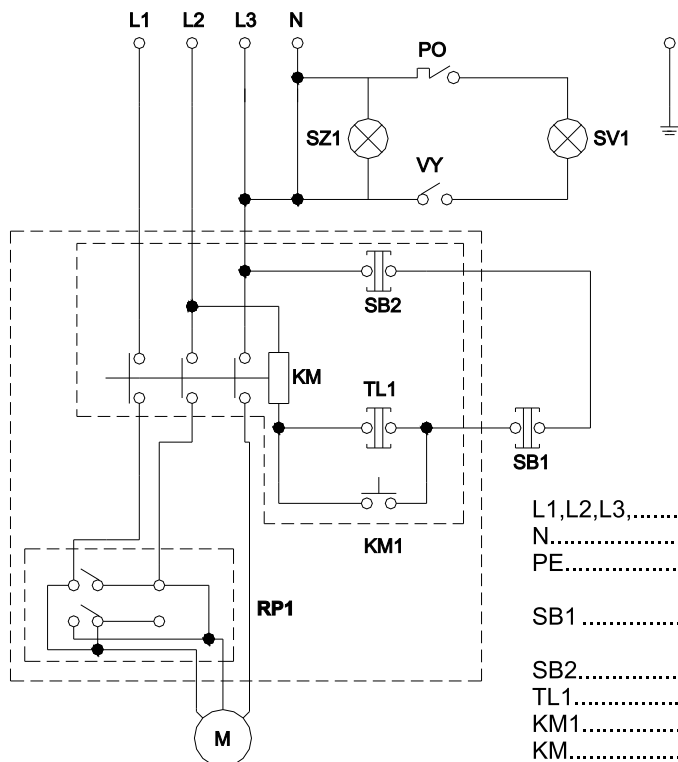 L1 L2 L3 N
PO
SZ1 SV1
VY
SB2
KM
TL1
SB1
KM1
RP1
M
L1,L2,L3,.......
N...................
PE.................
SB1 ...............
SB2...............
TL1................
KM1...............
KM.................